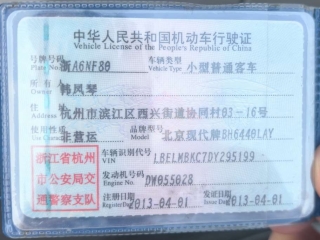 中华人民共和国机动车行驶证
Vehicle License of the People's Republic of China
号牌号码 浙A6NF80 车辆类型 小型普通客车
Plate No. Vehicle Type
所有人 韩凤琴
Owner
住址 杭州市滨江区西兴街道协同村83-16号
Address
使用性质 非营运 品牌型号 北京现代牌BH6440LAY
Use Character Model
浙江省杭州
市公安局交
通警察支队
车辆识别代号 LBELMBKC7DY295199
VIN
发动机号码 DW055028
Engine No.
注册日期 2013-04-01 发证日期 2013-04-01
Register Date Issue Date